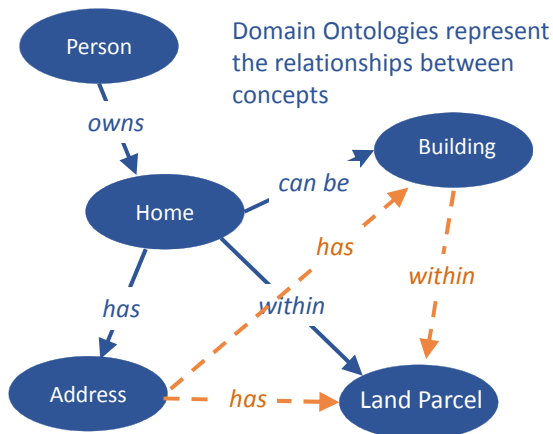 Person
Domain Ontologies represent
the relationships between
concepts
owns
Building
can be
Home
has
within
has
within
Address
has
Land Parcel